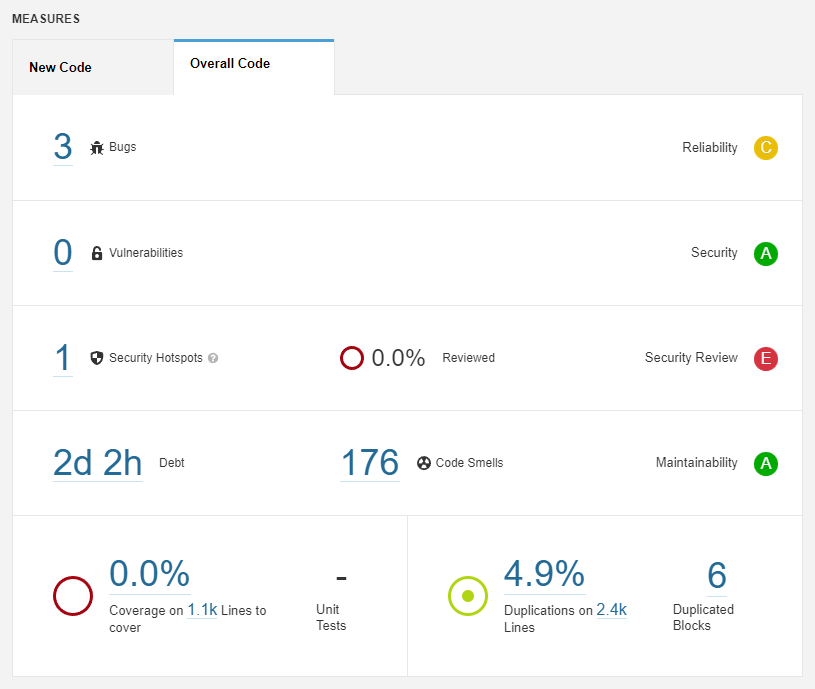 MEASURES
New Code
Overall Code
3 Bugs Reliability C
0 Vulnerabilities Security A
1 Security Hotspots ? 0.0% Reviewed Security Review E
2d 2h Debt 176 Code Smells Maintainability A
0.0%
Coverage on 1.1k Lines to
cover
-
Unit
Tests
4.9%
Duplications on 2.4k
Lines
6
Duplicated
Blocks